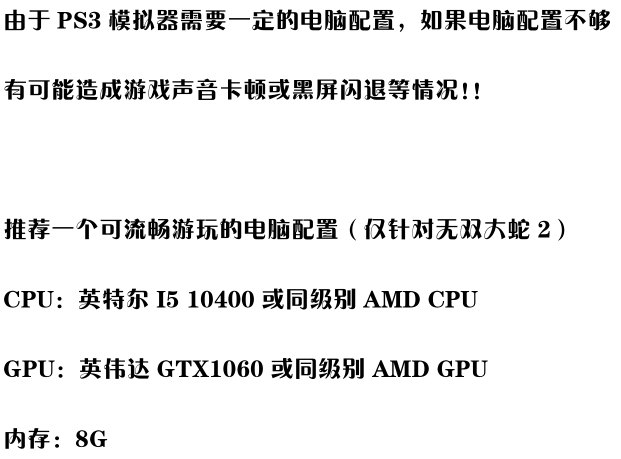 由于 PS3 模拟器需要一定的电脑配置，如果电脑配置不够
有可能造成游戏声音卡顿或黑屏闪退等情况!!
推荐一个可流畅游玩的电脑配置（仅针对无双大蛇 2）
CPU：英特尔 I5 10400 或同级别 AMD CPU
GPU：英伟达 GTX1060 或同级别 AMD GPU
内存：8G